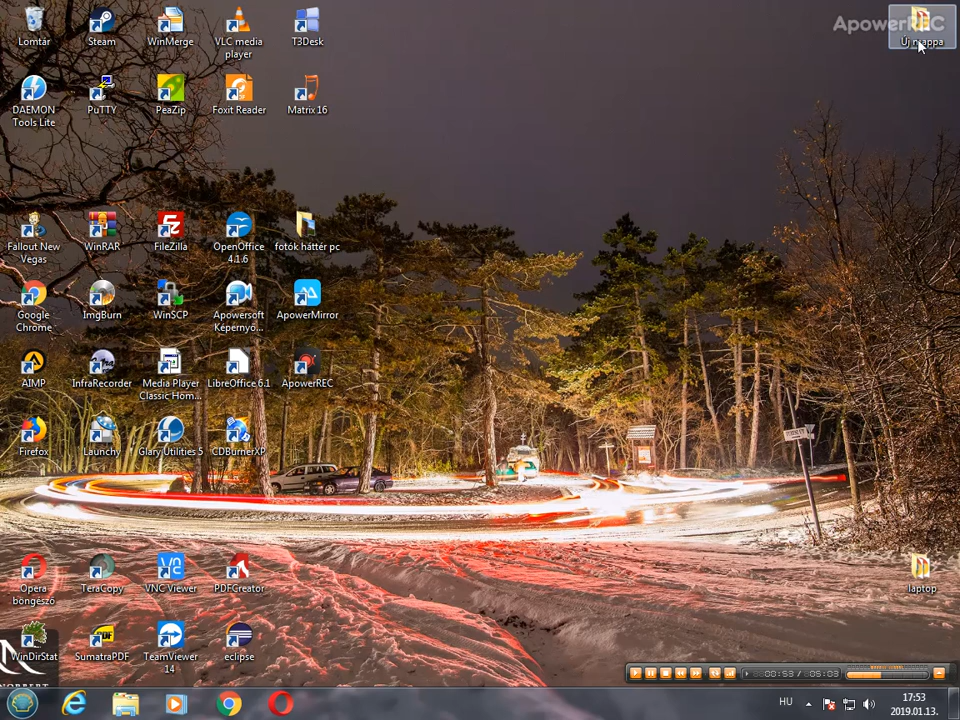 Lomtár
Steam
WinMerge
VLC media
player
T3Desk
ApowerREC
Új mappa
DAEMON
Tools Lite
PuTTY
PeaZip
Foxit Reader
Matrix 16
Fallout New
Vegas
WinRAR
FileZilla
OpenOffice
4.1.6
fotók háttér pc
Google
Chrome
ImgBurn
WinSCP
Apowersoft
Képernyő...
ApowerMirror
AIMP
InfraRecorder
Media Player
Classic Hom...
LibreOffice 6.1
ApowerREC
Firefox
Launchy
Glary Utilities 5
CDBurnerXP
Opera
böngésző
TeraCopy
VNC Viewer
PDFCreator
laptop
WinDirStat
SumatraPDF
TeamViewer
14
eclipse
00:53 / 05:03
HU
17:53
2019.01.13.